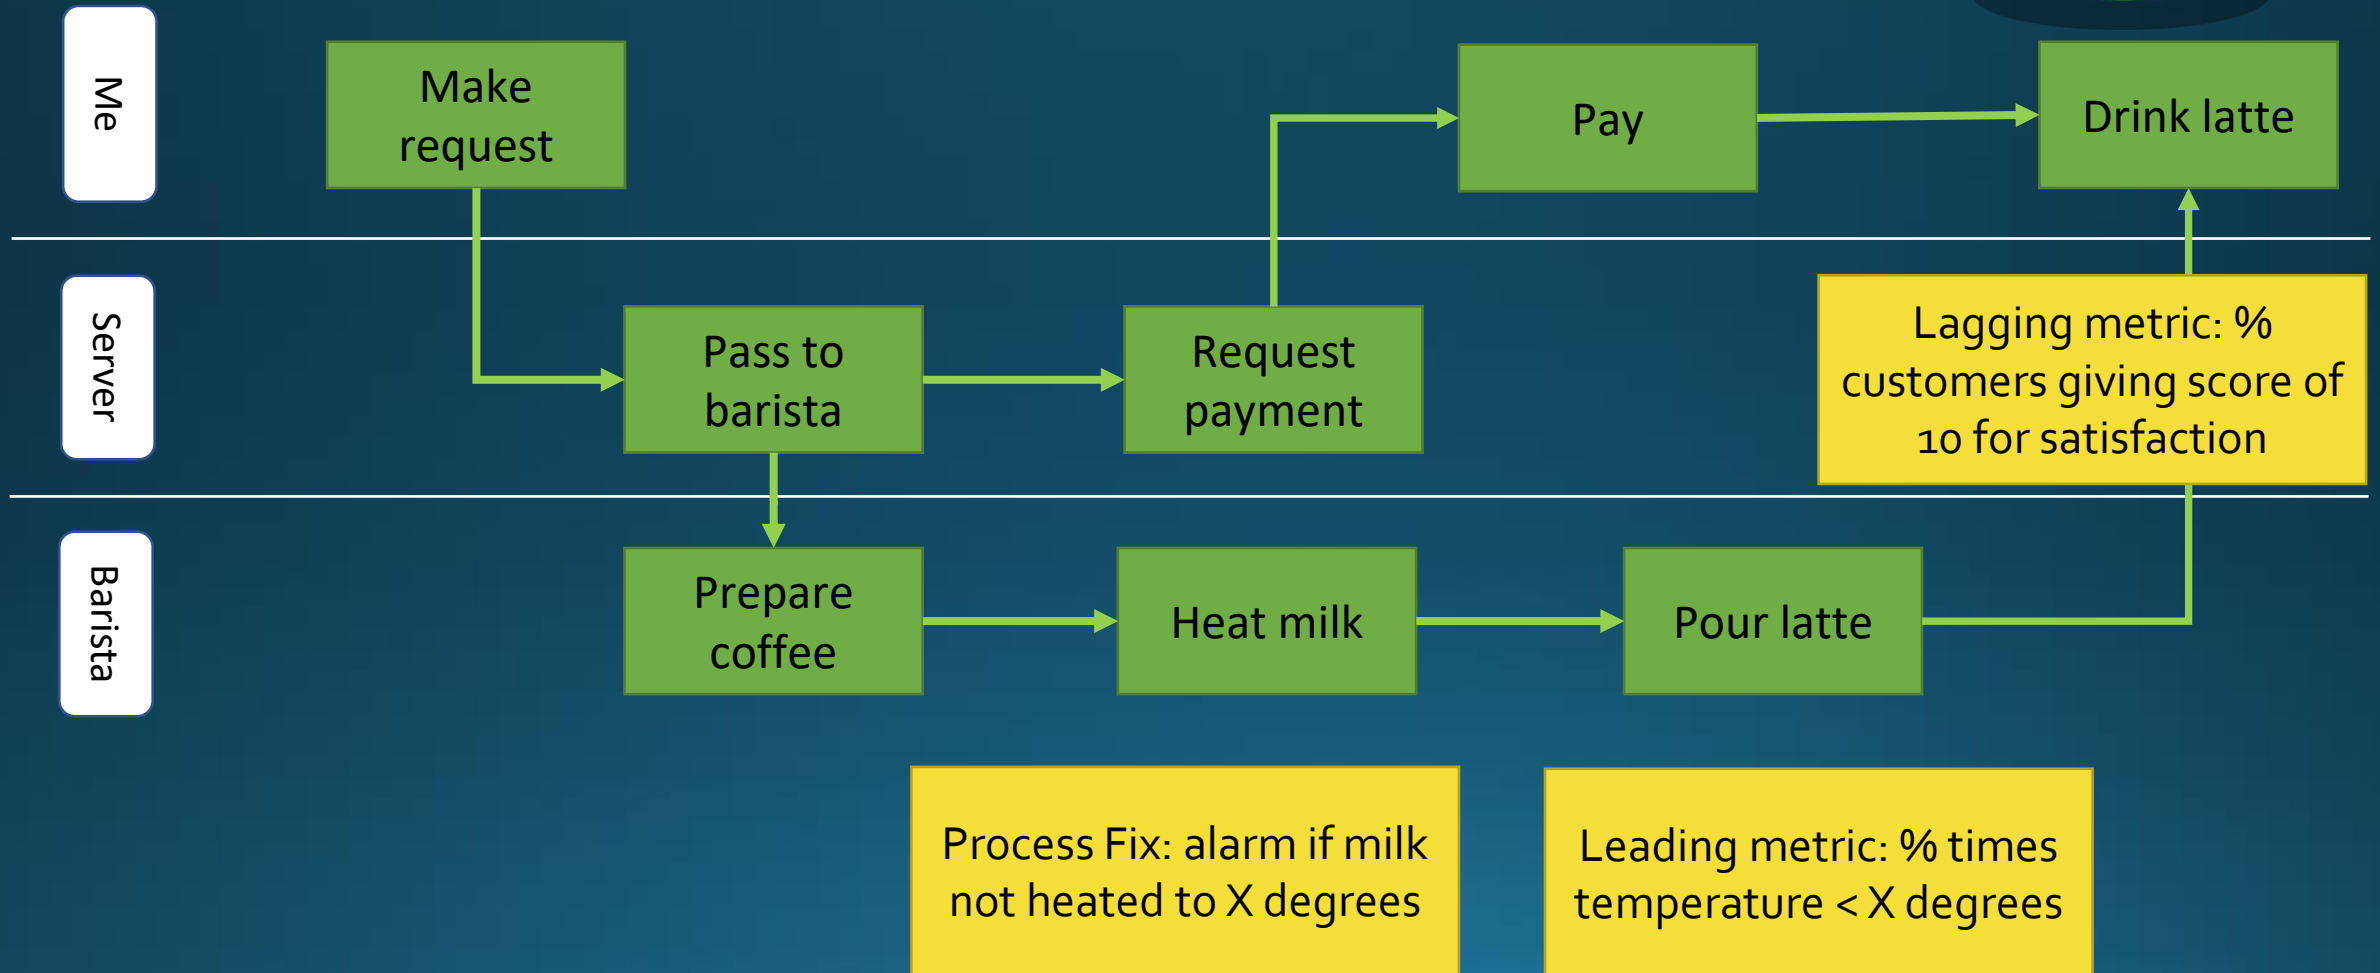 Me
Make
request
Pay
Drink latte
Server
Pass to
barista
Request
payment
Lagging metric: %
customers giving score of
10 for satisfaction
Barista
Prepare
coffee
Heat milk
Pour latte
Process Fix: alarm if milk
not heated to X degrees
Leading metric: % times
temperature < X degrees